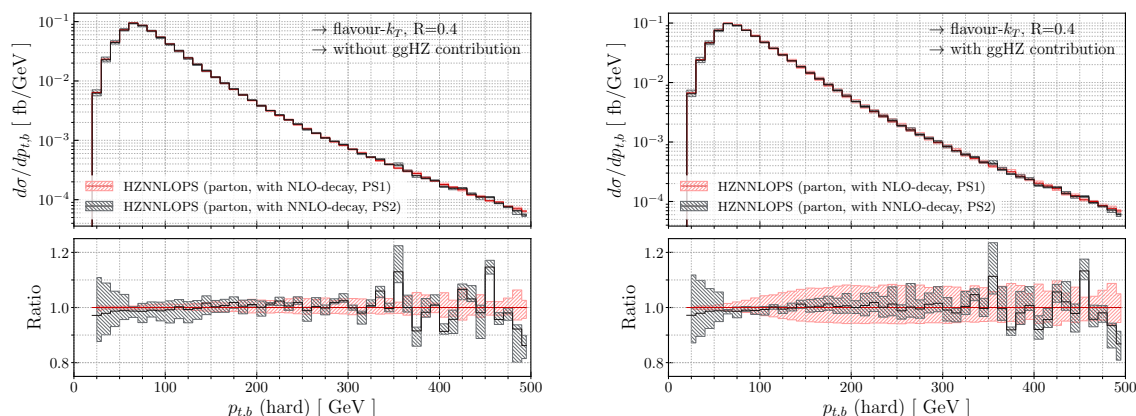 10⁻¹
10⁻²
10⁻³
10⁻⁴
dσ/dp_{t,b} [ fb/GeV]
→ flavour-k_T, R=0.4
→ without ggHZ contribution
HZNNLOPS (parton, with NLO-decay, PS1)
HZNNLOPS (parton, with NNLO-decay, PS2)
1.2
1.0
0.8
Ratio
0 100 200 300 400 500
p_{t,b} (hard) [ GeV ]
10⁻¹
10⁻²
10⁻³
10⁻⁴
dσ/dp_{t,b} [ fb/GeV]
→ flavour-k_T, R=0.4
→ with ggHZ contribution
HZNNLOPS (parton, with NLO-decay, PS1)
HZNNLOPS (parton, with NNLO-decay, PS2)
1.2
1.0
0.8
Ratio
0 100 200 300 400 500
p_{t,b} (hard) [ GeV ]